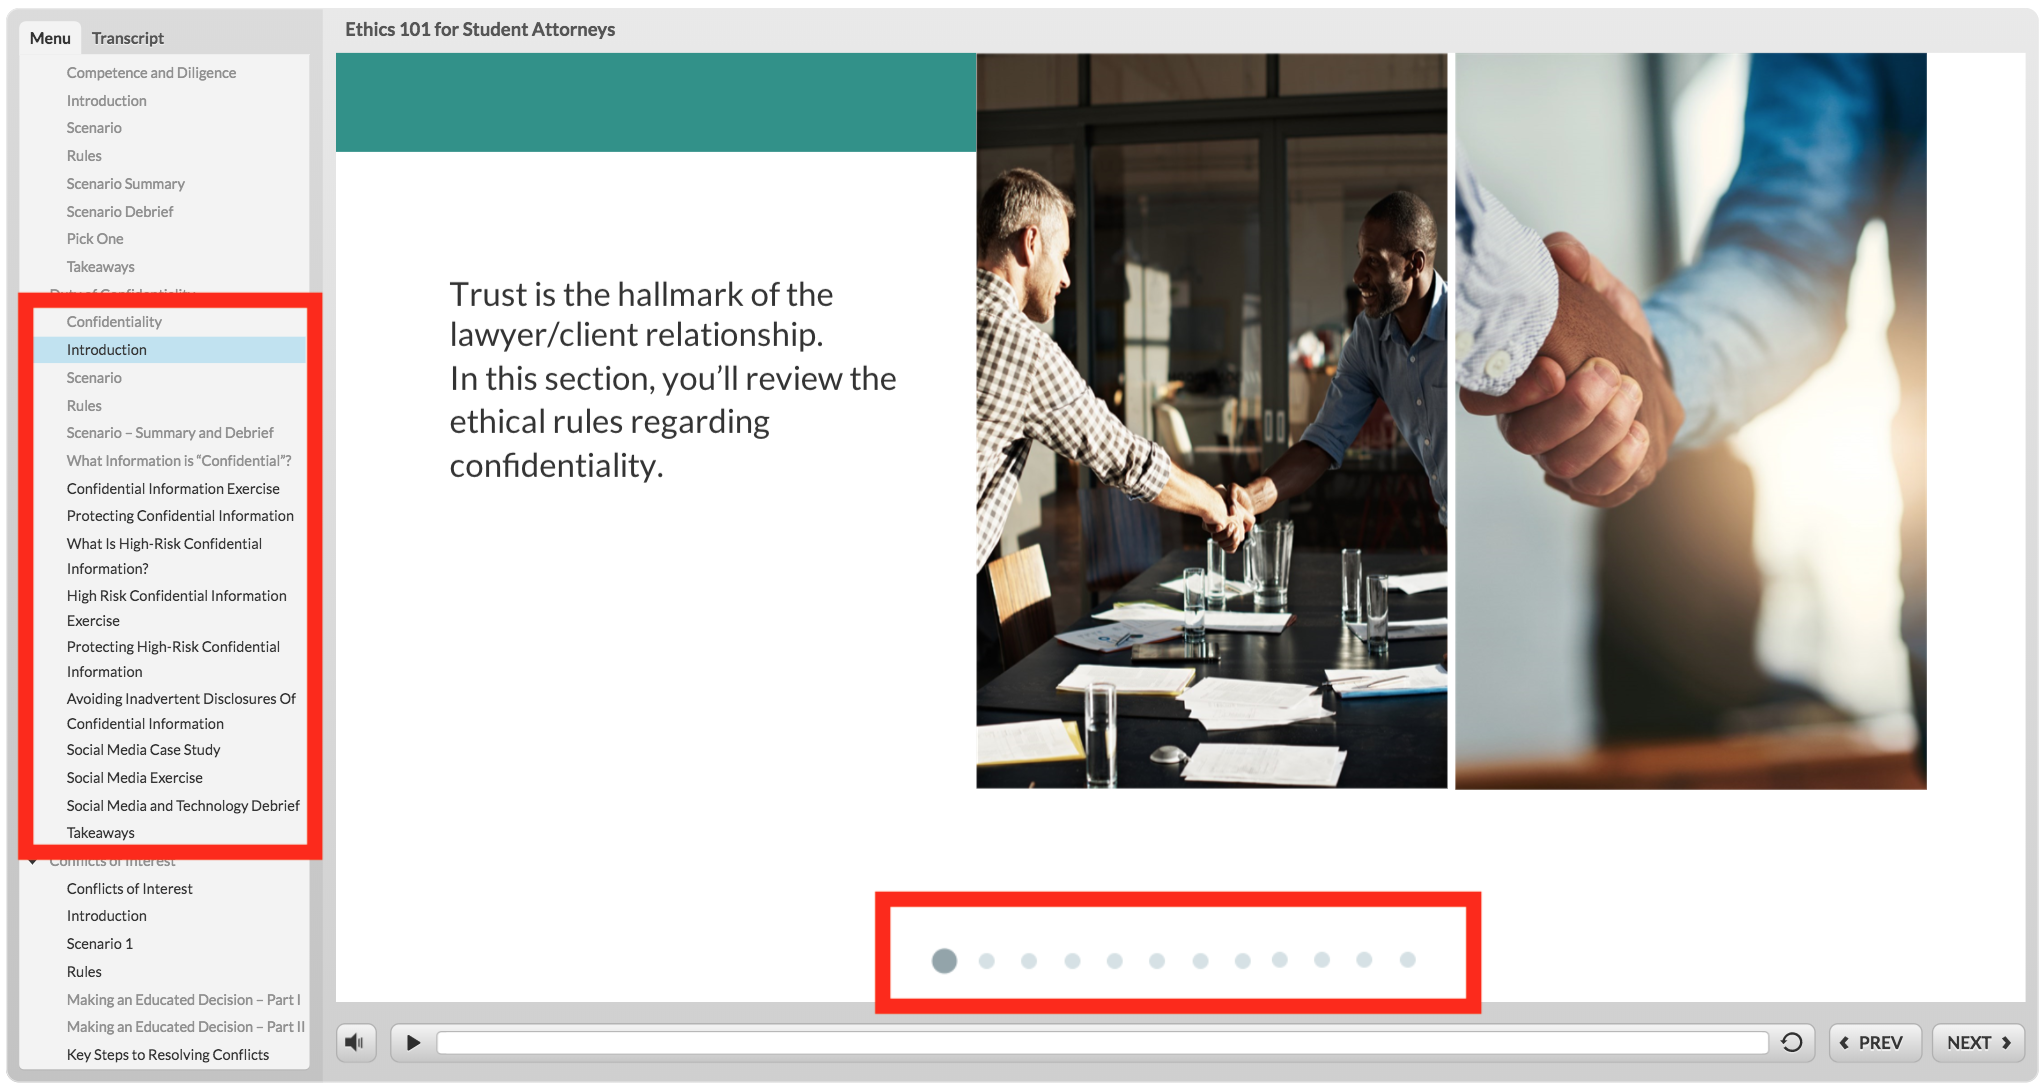 Menu
Transcript
Ethics 101 for Student Attorneys
Competence and Diligence
Introduction
Scenario
Rules
Scenario Summary
Scenario Debrief
Pick One
Takeaways
Duty of Confidentiality
Confidentiality
Introduction
Scenario
Rules
Scenario – Summary and Debrief
What Information is “Confidential”?
Confidential Information Exercise
Protecting Confidential Information
What Is High-Risk Confidential
Information?
High Risk Confidential Information
Exercise
Protecting High-Risk Confidential
Information
Avoiding Inadvertent Disclosures Of
Confidential Information
Social Media Case Study
Social Media Exercise
Social Media and Technology Debrief
Takeaways
Conflicts of Interest
Conflicts of Interest
Introduction
Scenario 1
Rules
Making an Educated Decision – Part I
Making an Educated Decision – Part II
Key Steps to Resolving Conflicts
Trust is the hallmark of the
lawyer/client relationship.
In this section, you’ll review the
ethical rules regarding
confidentiality.
PREV
NEXT